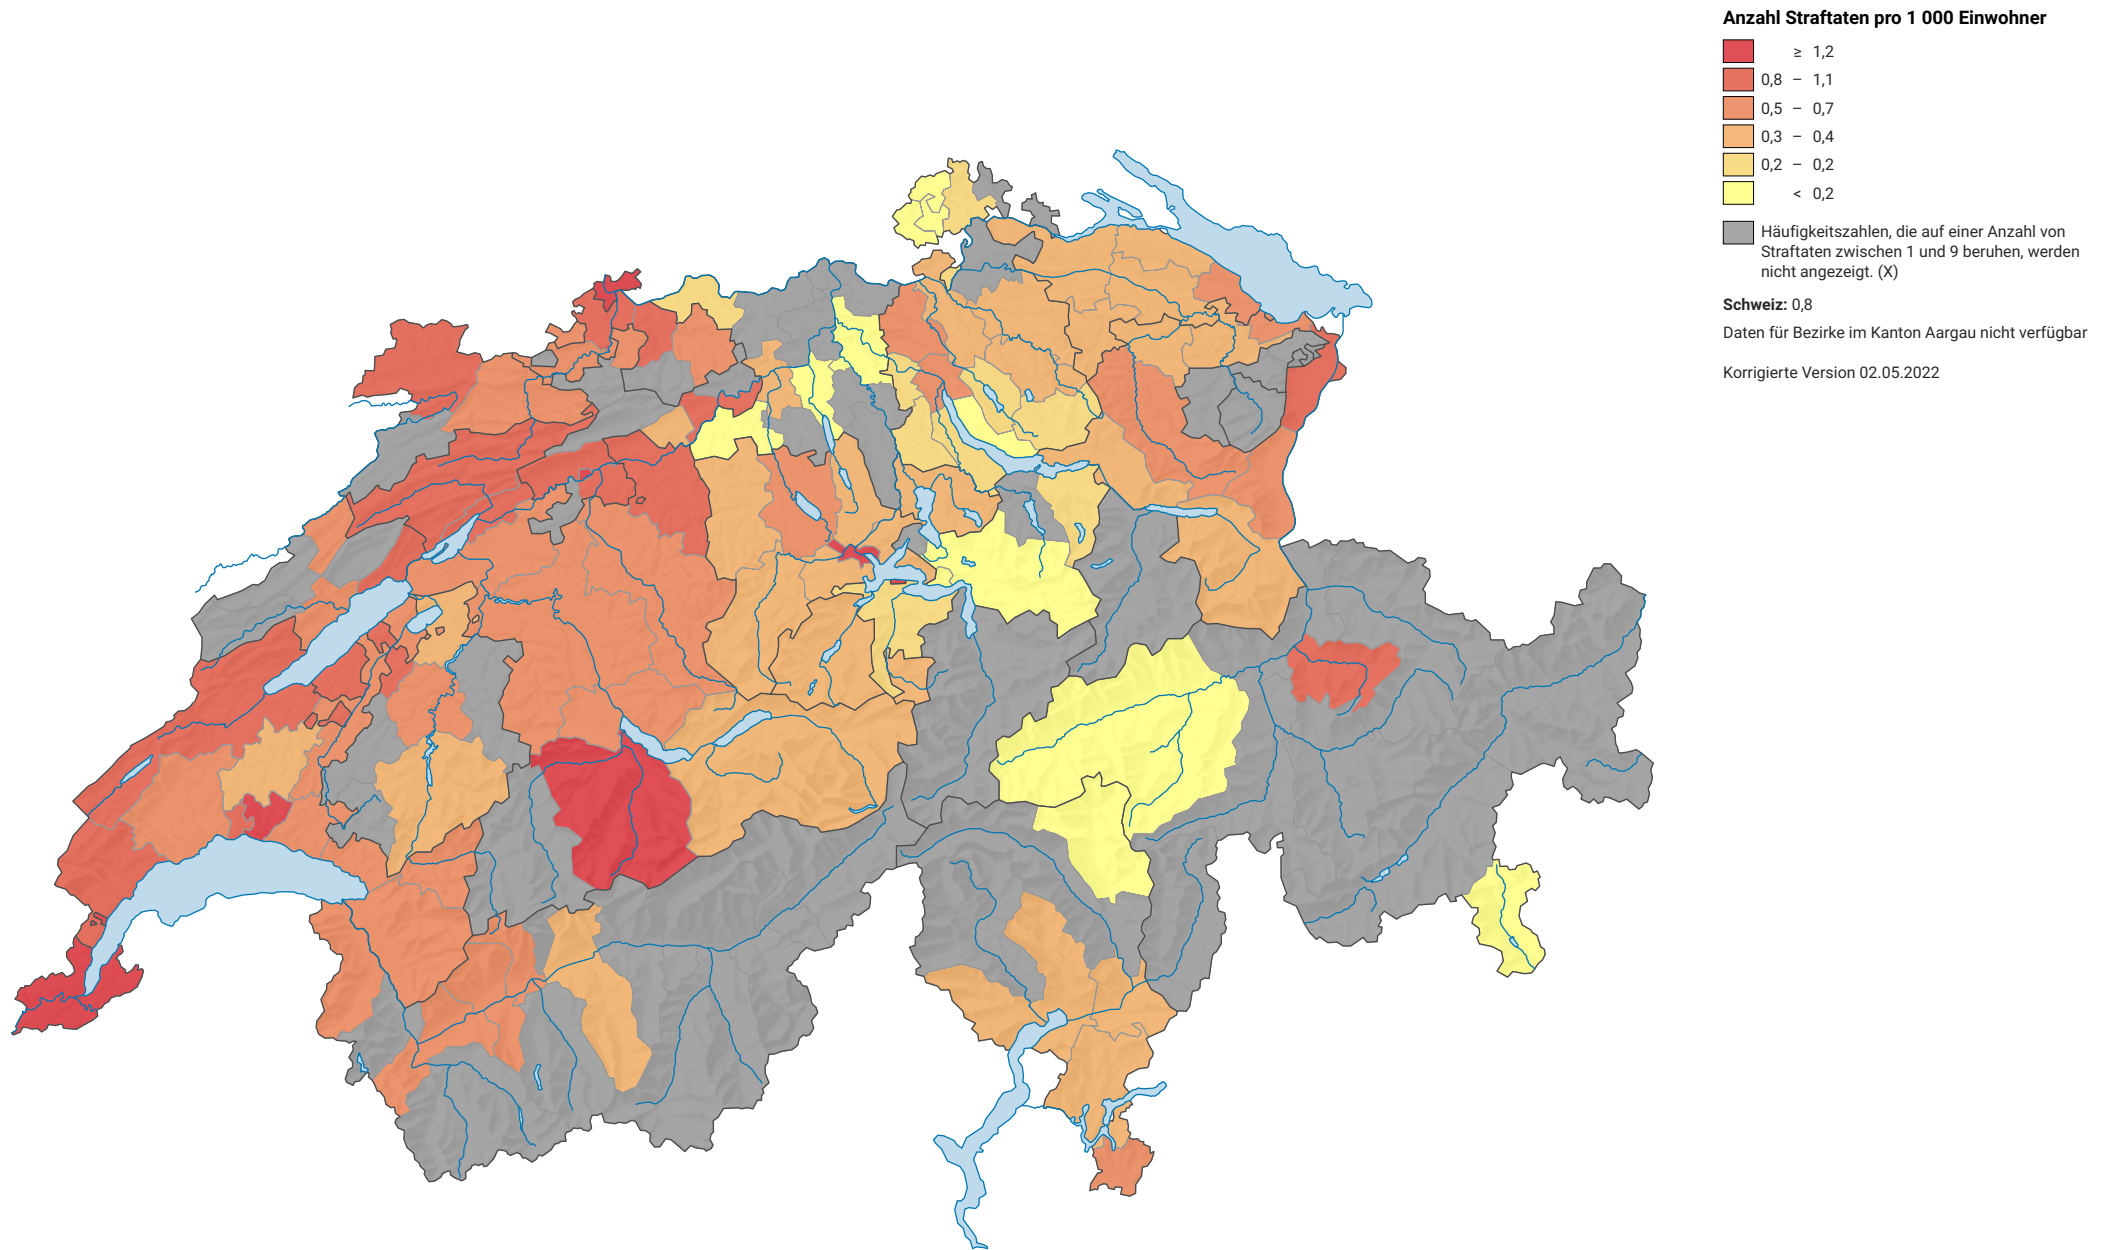 Anzahl Straftaten pro 1 000 Einwohner
≥ 1,2
0,8 – 1,1
0,5 – 0,7
0,3 – 0,4
0,2 – 0,2
< 0,2
Häufigkeitszahlen, die auf einer Anzahl von
Straftaten zwischen 1 und 9 beruhen, werden
nicht angezeigt. (X)
Schweiz: 0,8
Daten für Bezirke im Kanton Aargau nicht verfügbar
Korrigierte Version 02.05.2022